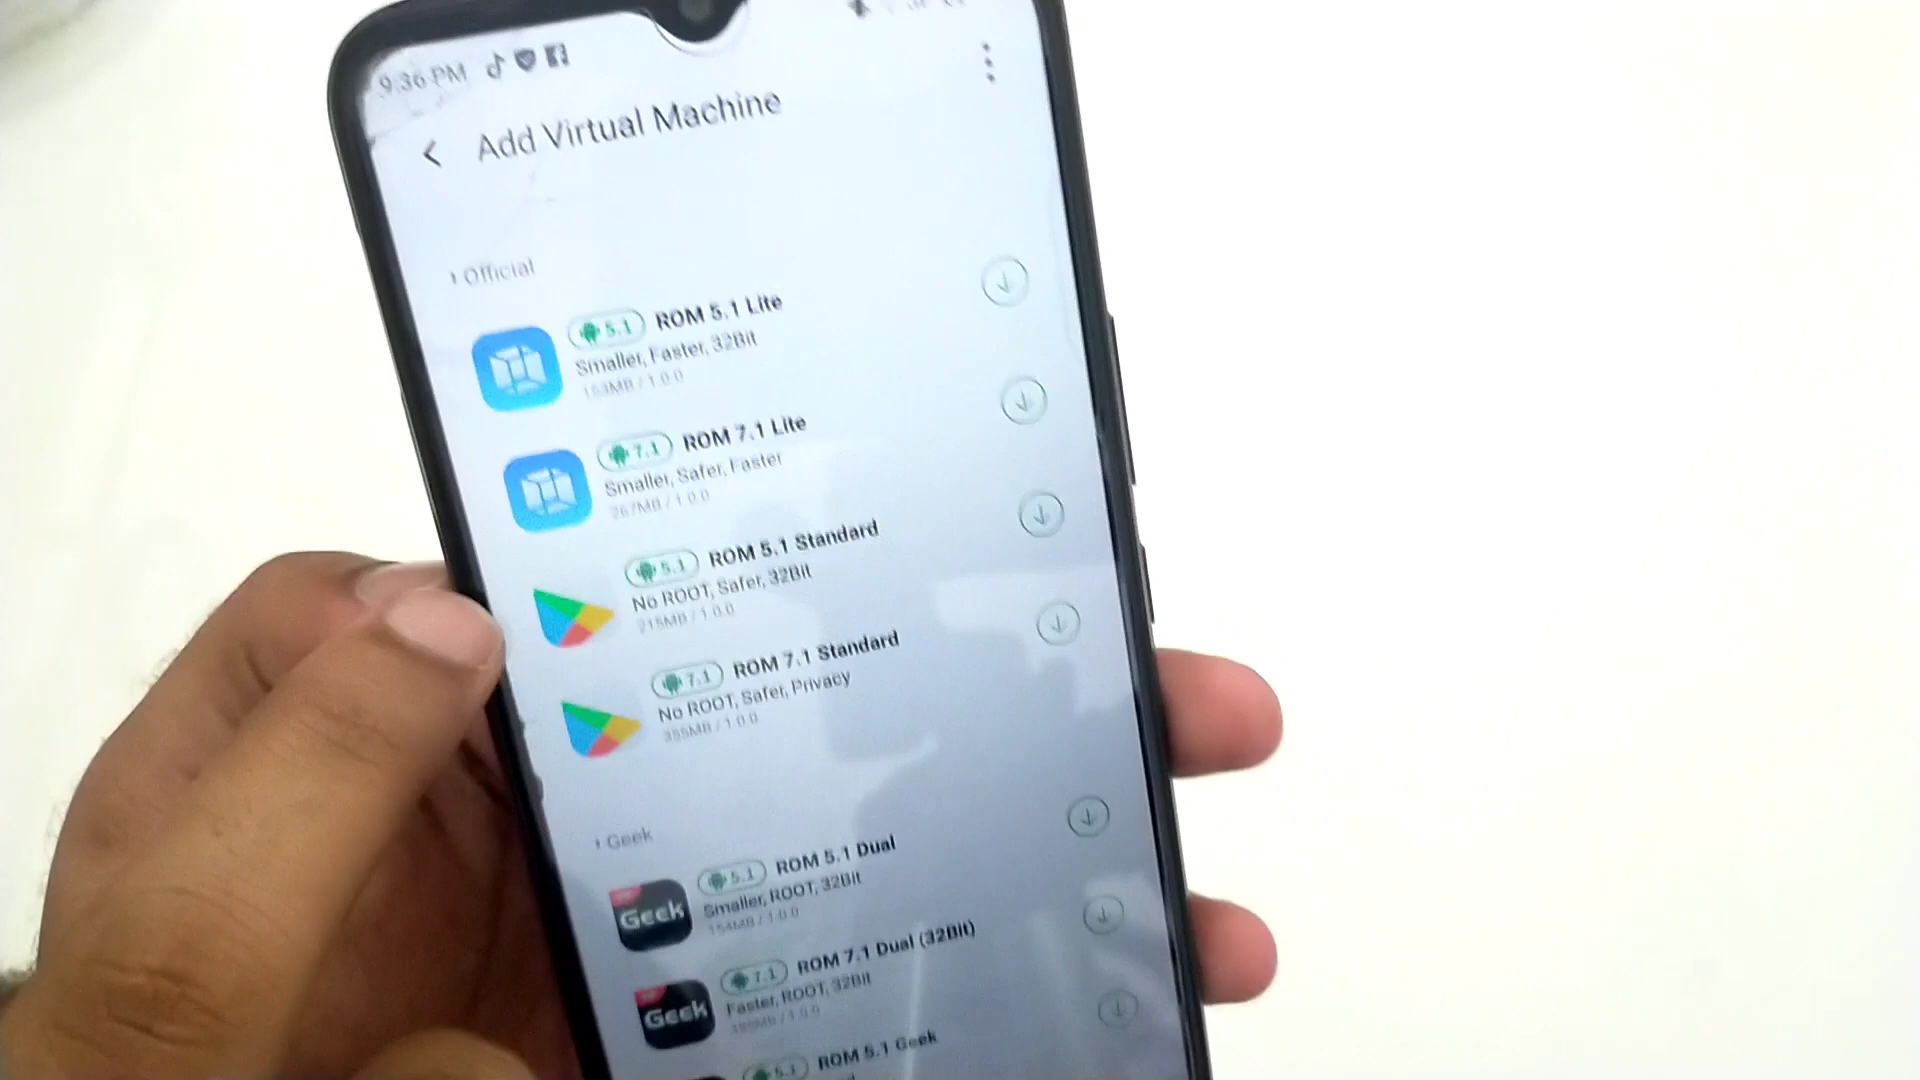 9:36 PM
Add Virtual Machine
Official
5.1 ROM 5.1 Lite
Smaller, Faster, 32Bit
153MB / 1.0.0
7.1 ROM 7.1 Lite
Smaller, Safer, Faster
267MB / 1.0.0
5.1 ROM 5.1 Standard
No ROOT, Safer, 32Bit
215MB / 1.0.0
7.1 ROM 7.1 Standard
No ROOT, Safer, Privacy
355MB / 1.0.0
Geek
Geek
5.1 ROM 5.1 Dual
Smaller, ROOT, 32Bit
154MB / 1.0.0
Geek
7.1 ROM 7.1 Dual (32Bit)
Faster, ROOT, 32Bit
5.1 ROM 5.1 Geek